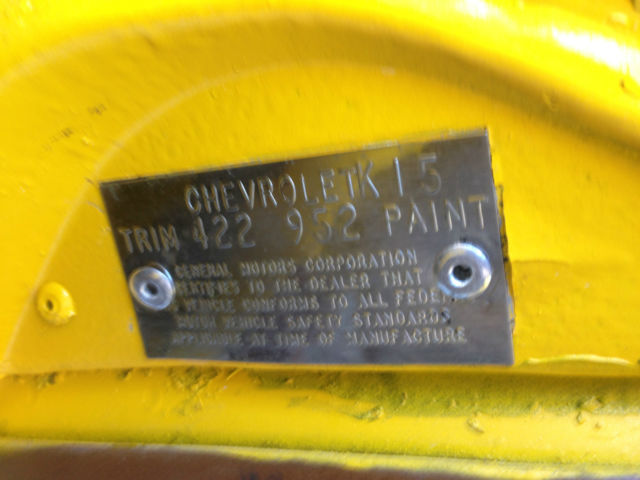 CHEVROLET K 15
TRIM 422 952 PAINT
GENERAL MOTORS CORPORATION
CERTIFIES TO THE DEALER THAT
VEHICLE CONFORMS TO ALL FEDE
MOTOR VEHICLE SAFETY STANDARDS
APPLICABLE AT TIME OF MANUFACTURE